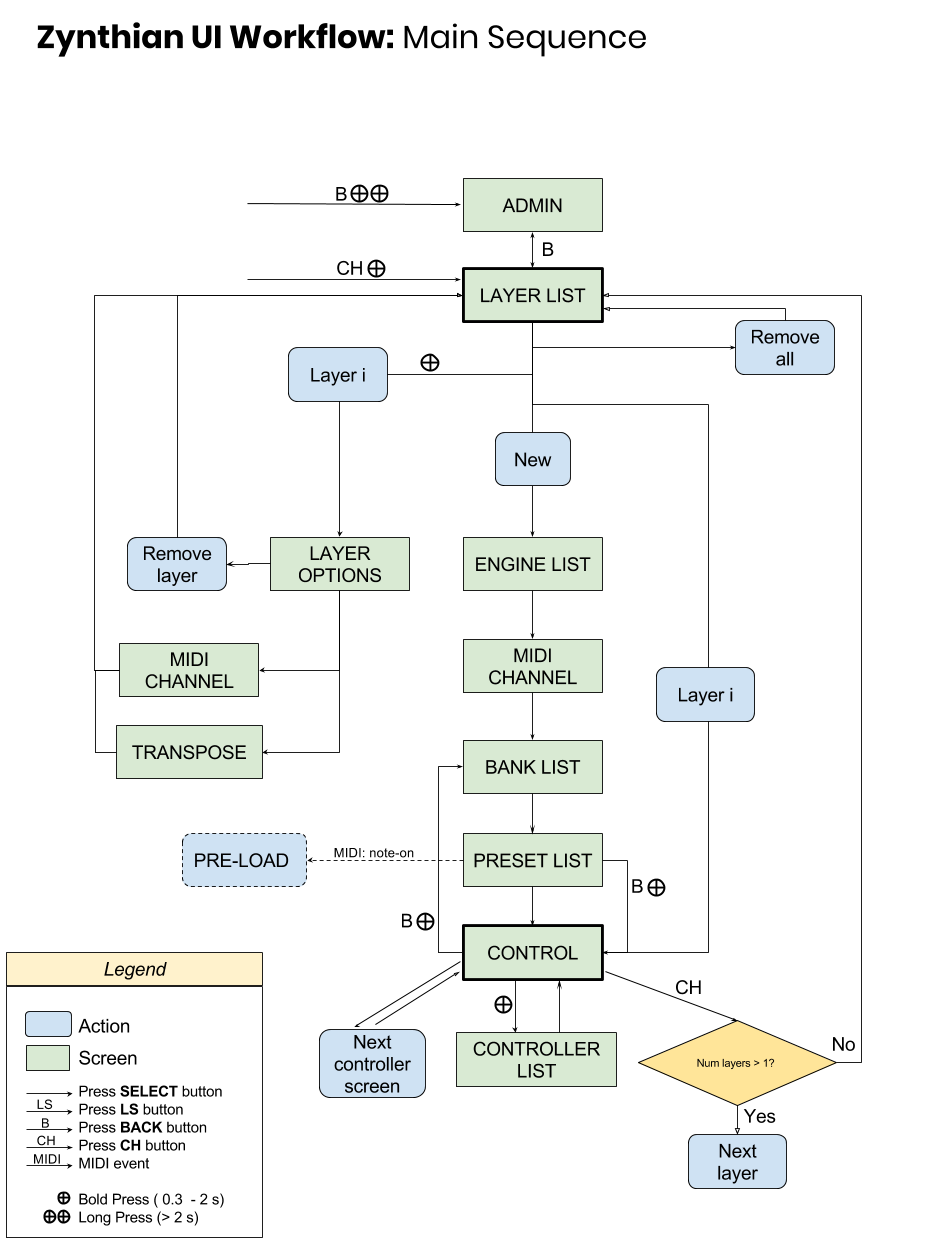 Zynthian UI Workflow: Main Sequence
B⊕⊕
ADMIN
B
CH ⊕
LAYER LIST
Remove
all
⊕
Layer i
New
Remove
layer
LAYER
OPTIONS
ENGINE LIST
MIDI
CHANNEL
MIDI
CHANNEL
Layer i
TRANSPOSE
BANK LIST
PRE-LOAD
MIDI: note-on
PRESET LIST
B ⊕
B ⊕
CONTROL
CH
⊕
Next
controller
screen
CONTROLLER
LIST
Num layers > 1?
No
Yes
Next
layer
Legend
Action
Screen
Press SELECT button
LS
Press LS button
B
Press BACK button
CH
Press CH button
MIDI
MIDI event
⊕ Bold Press ( 0.3 - 2 s)
⊕⊕ Long Press (> 2 s)